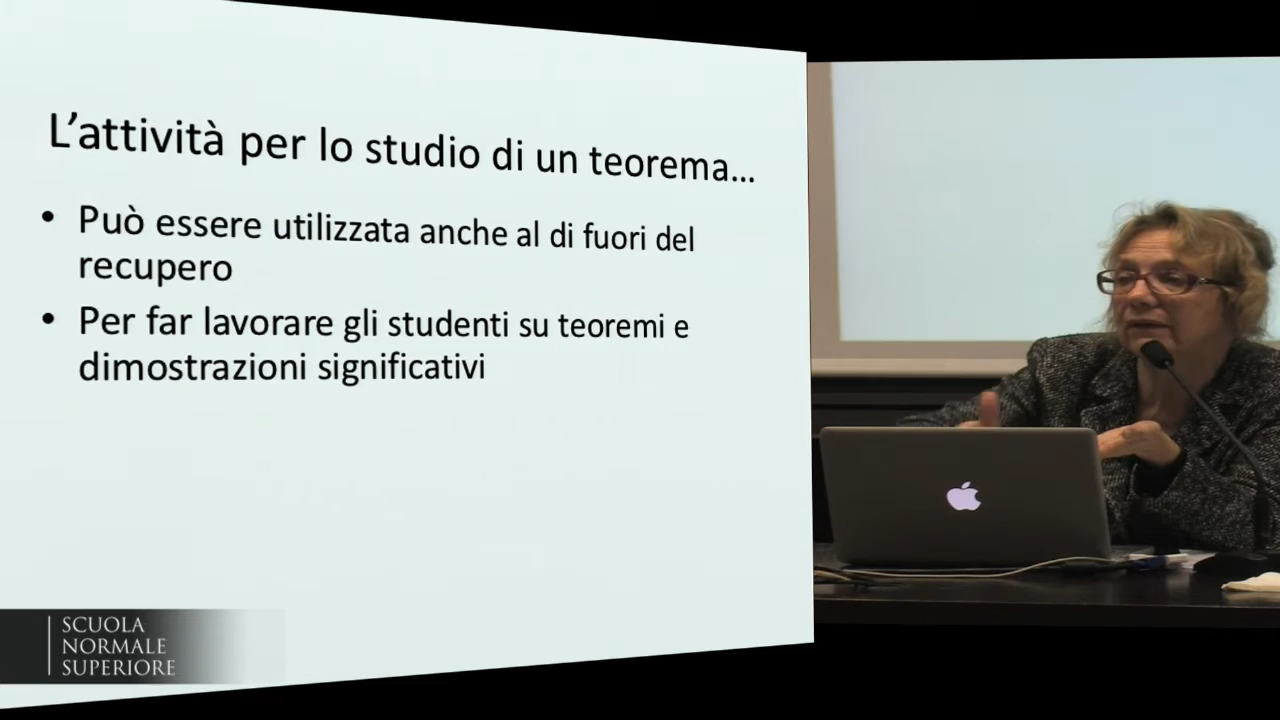 L'attività per lo studio di un teorema...
• Può essere utilizzata anche al di fuori del
recupero
• Per far lavorare gli studenti su teoremi e
dimostrazioni significativi
SCUOLA
NORMALE
SUPERIORE